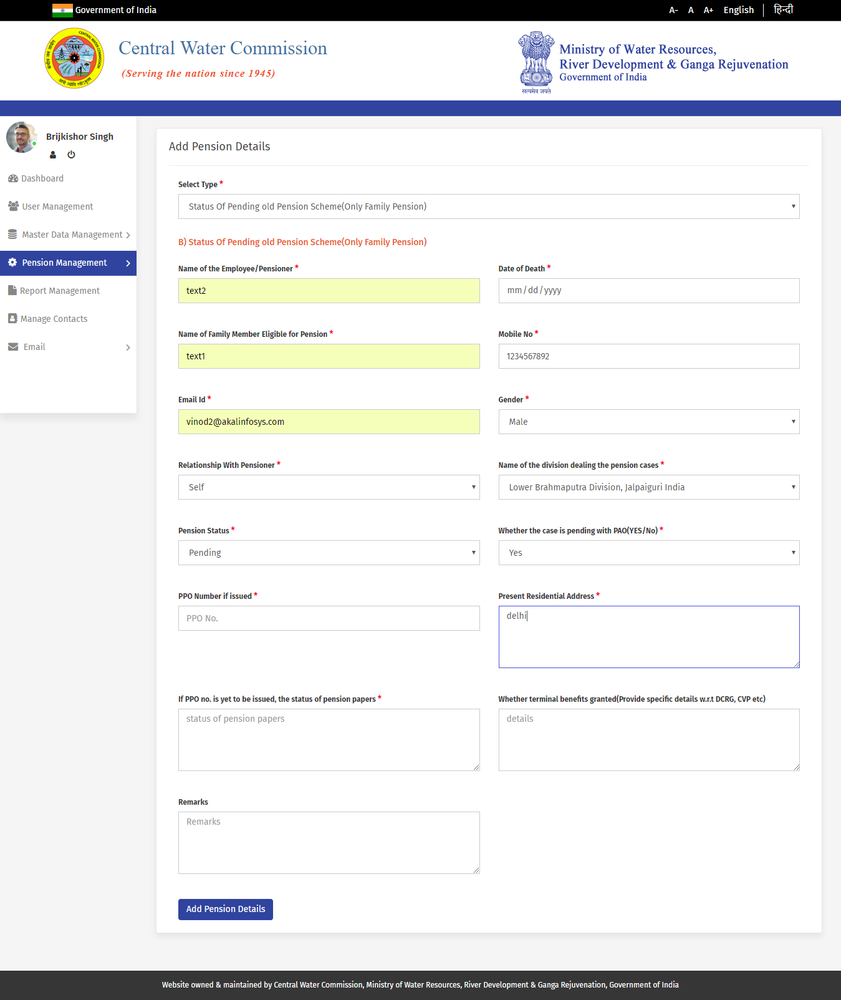 Government of India
A- A A+ English हिन्दी
Central Water Commission
(Serving the nation since 1945)
CENTRAL WATER COMMISSION
केन्द्रीय जल आयोग
Ministry of Water Resources,
River Development & Ganga Rejuvenation
Government of India
सत्यमेव जयते
Brijkishor Singh
Dashboard
User Management
Master Data Management
Pension Management
Report Management
Manage Contacts
Email
Add Pension Details
Select Type *
Status Of Pending old Pension Scheme(Only Family Pension)
B) Status Of Pending old Pension Scheme(Only Family Pension)
Name of the Employee/Pensioner * Date of Death *
text2 mm/dd/yyyy
Name of Family Member Eligible for Pension * Mobile No *
text1 1234567892
Email Id * Gender *
vinod2@akalinfosys.com Male
Relationship With Pensioner * Name of the division dealing the pension cases *
Self Lower Brahmaputra Division, Jalpaiguri India
Pension Status * Whether the case is pending with PAO(YES/No) *
Pending Yes
PPO Number if issued * Present Residential Address *
PPO No. delhi
If PPO no. is yet to be issued, the status of pension papers * Whether terminal benefits granted(Provide specific details w.r.t DCRG, CVP etc)
status of pension papers details
Remarks
Remarks
Add Pension Details
Website owned & maintained by Central Water Commission, Ministry of Water Resources, River Development & Ganga Rejuvenation, Government of India